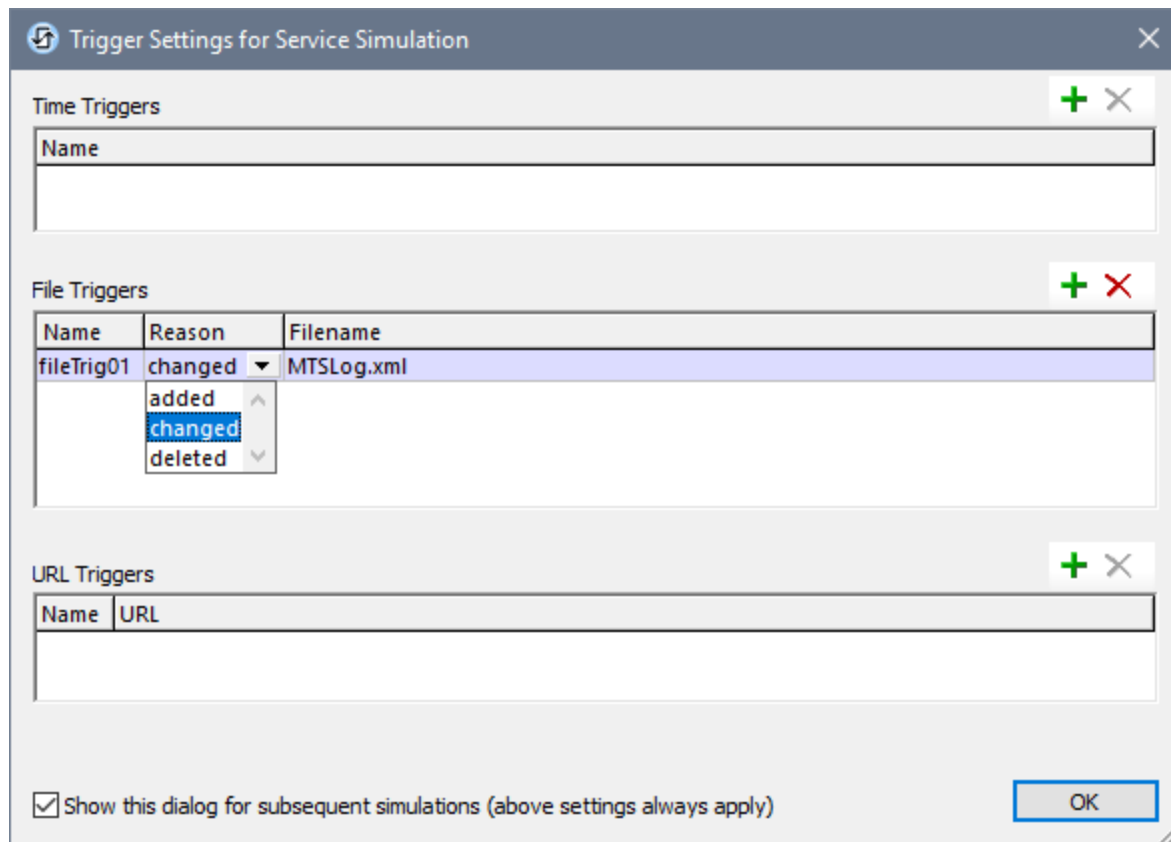 Trigger Settings for Service Simulation
Time Triggers
Name
File Triggers
Name Reason Filename
fileTrig01 changed MTSLog.xml
added
changed
deleted
URL Triggers
Name URL
Show this dialog for subsequent simulations (above settings always apply)
OK